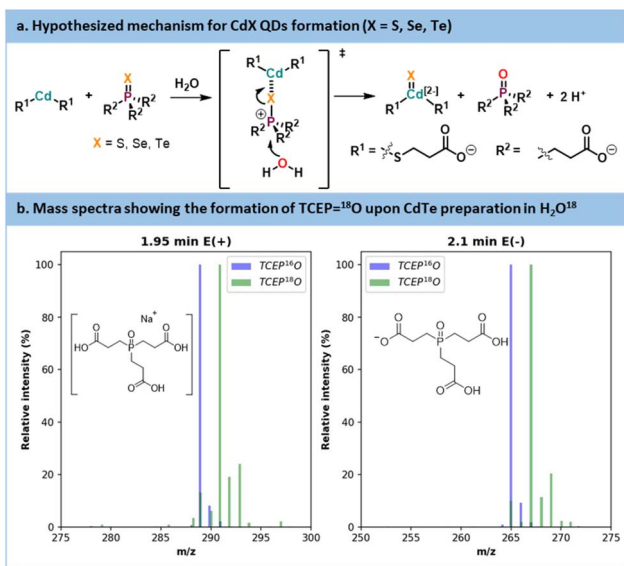 a. Hypothesized mechanism for CdX QDs formation (X = S, Se, Te)
R¹ Cd R¹ + X P R² R² R² H₂O R¹ Cd R¹ X ⊕ P R² R² R² O H H ‡ X Cd [2-] R¹ R¹ + O P R² R² R² + 2 H⁺
X = S, Se, Te
R¹ = S O O⊖ R² = O O⊖
b. Mass spectra showing the formation of TCEP=¹⁸O upon CdTe preparation in H₂O¹⁸
1.95 min E(+)
TCEP¹⁶O
TCEP¹⁸O
Na⁺
O HO O P O OH
O OH
Relative intensity (%)
100
80
60
40
20
0
275 280 285 290 295 300
m/z
2.1 min E(-)
TCEP¹⁶O
TCEP¹⁸O
O ⁻O O P O OH
O OH
Relative intensity (%)
100
80
60
40
20
0
250 255 260 265 270 275
m/z